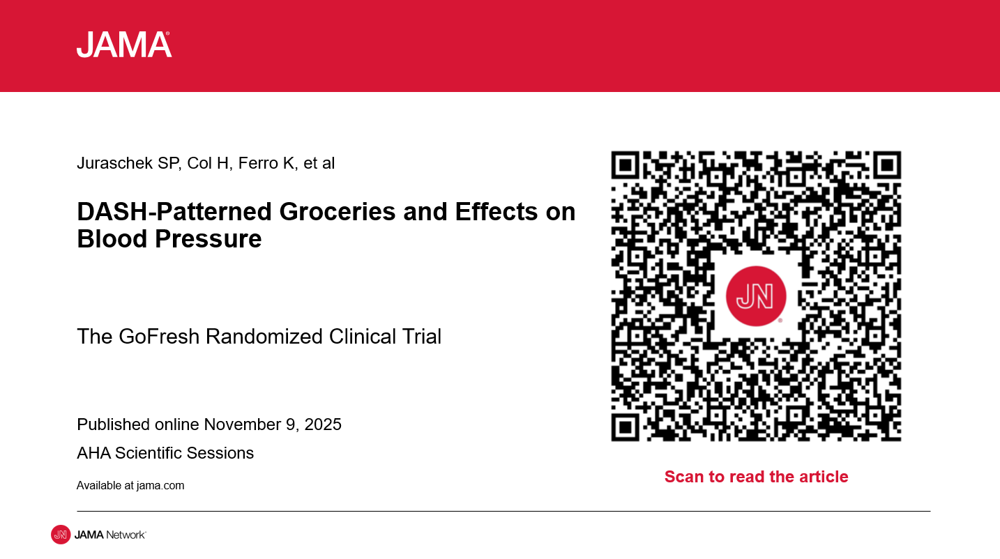 JAMA®
Juraschek SP, Col H, Ferro K, et al
DASH-Patterned Groceries and Effects on
Blood Pressure
The GoFresh Randomized Clinical Trial
Published online November 9, 2025
AHA Scientific Sessions
Available at jama.com
JN®
Scan to read the article
JN JAMA Network®